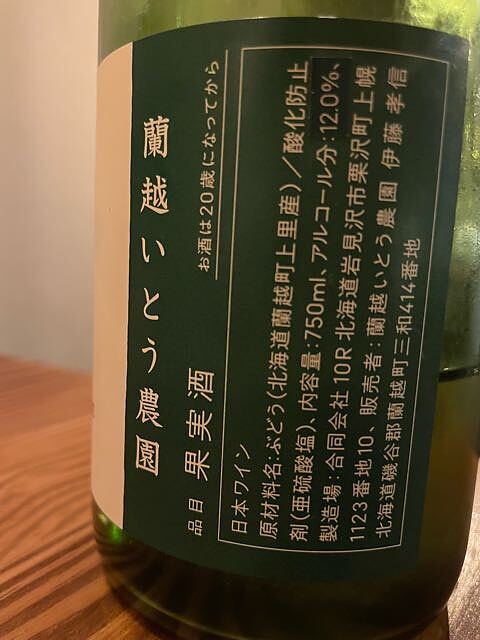 蘭越いとう農園
お酒は20歳になってから
品目 果実酒
日本ワイン
原材料名:ぶどう(北海道蘭越町上里産)/酸化防止
剤(亜硫酸塩)、内容量:750ml、アルコール分:12.0%、
製造場:合同会社10R 北海道岩見沢市栗沢町上幌
1123番地10、販売者:蘭越いとう農園 伊藤孝信
北海道磯谷郡蘭越町三和414番地